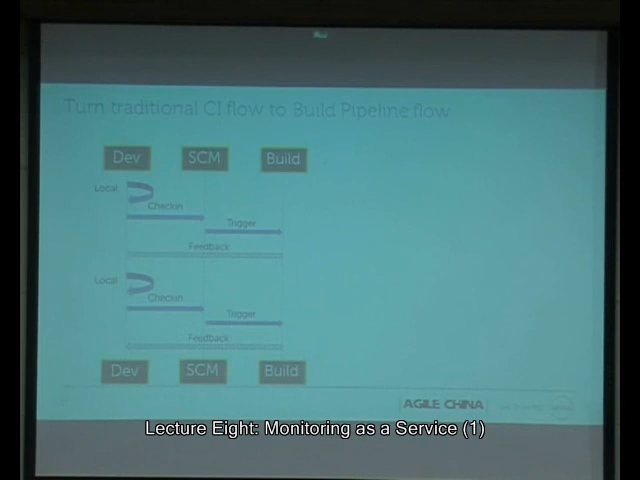 Turn traditional CI flow to Build Pipeline flow
Dev SCM Build
Local
Checkin
Trigger
Feedback
Local
Checkin
Trigger
Feedback
Dev SCM Build
AGILE CHINA
Lecture Eight: Monitoring as a Service (1)